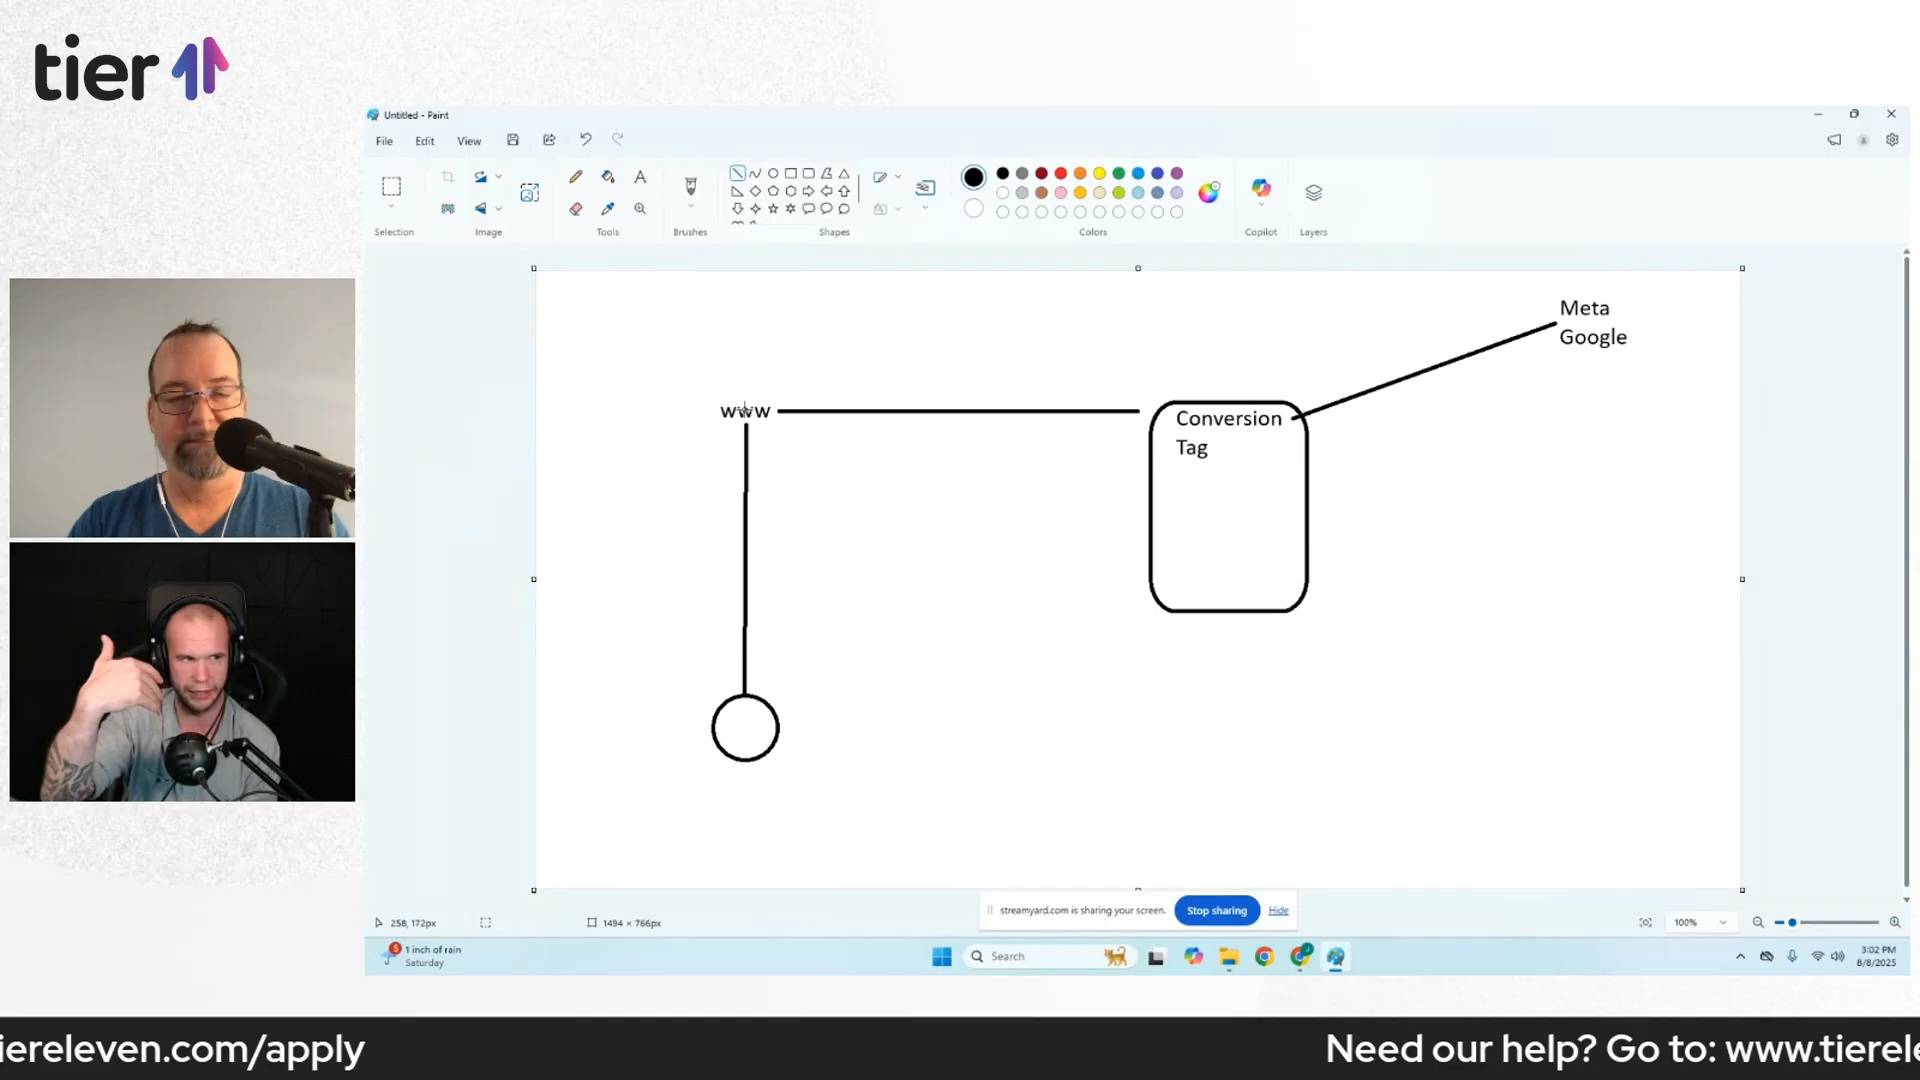 tier
Untitled - Paint
File Edit View
A
Selection
Image
Tools
Brushes
Shapes
Colors
Copilot
Layers
Meta
Google
www
Conversion
Tag
258, 172px
1494 × 766px
streamyard.com is sharing your screen.
Stop sharing
Hide
100%
5
1 inch of rain
Saturday
Search
3:02 PM
8/8/2025
iereleven.com/apply
Need our help? Go to: www.tierele